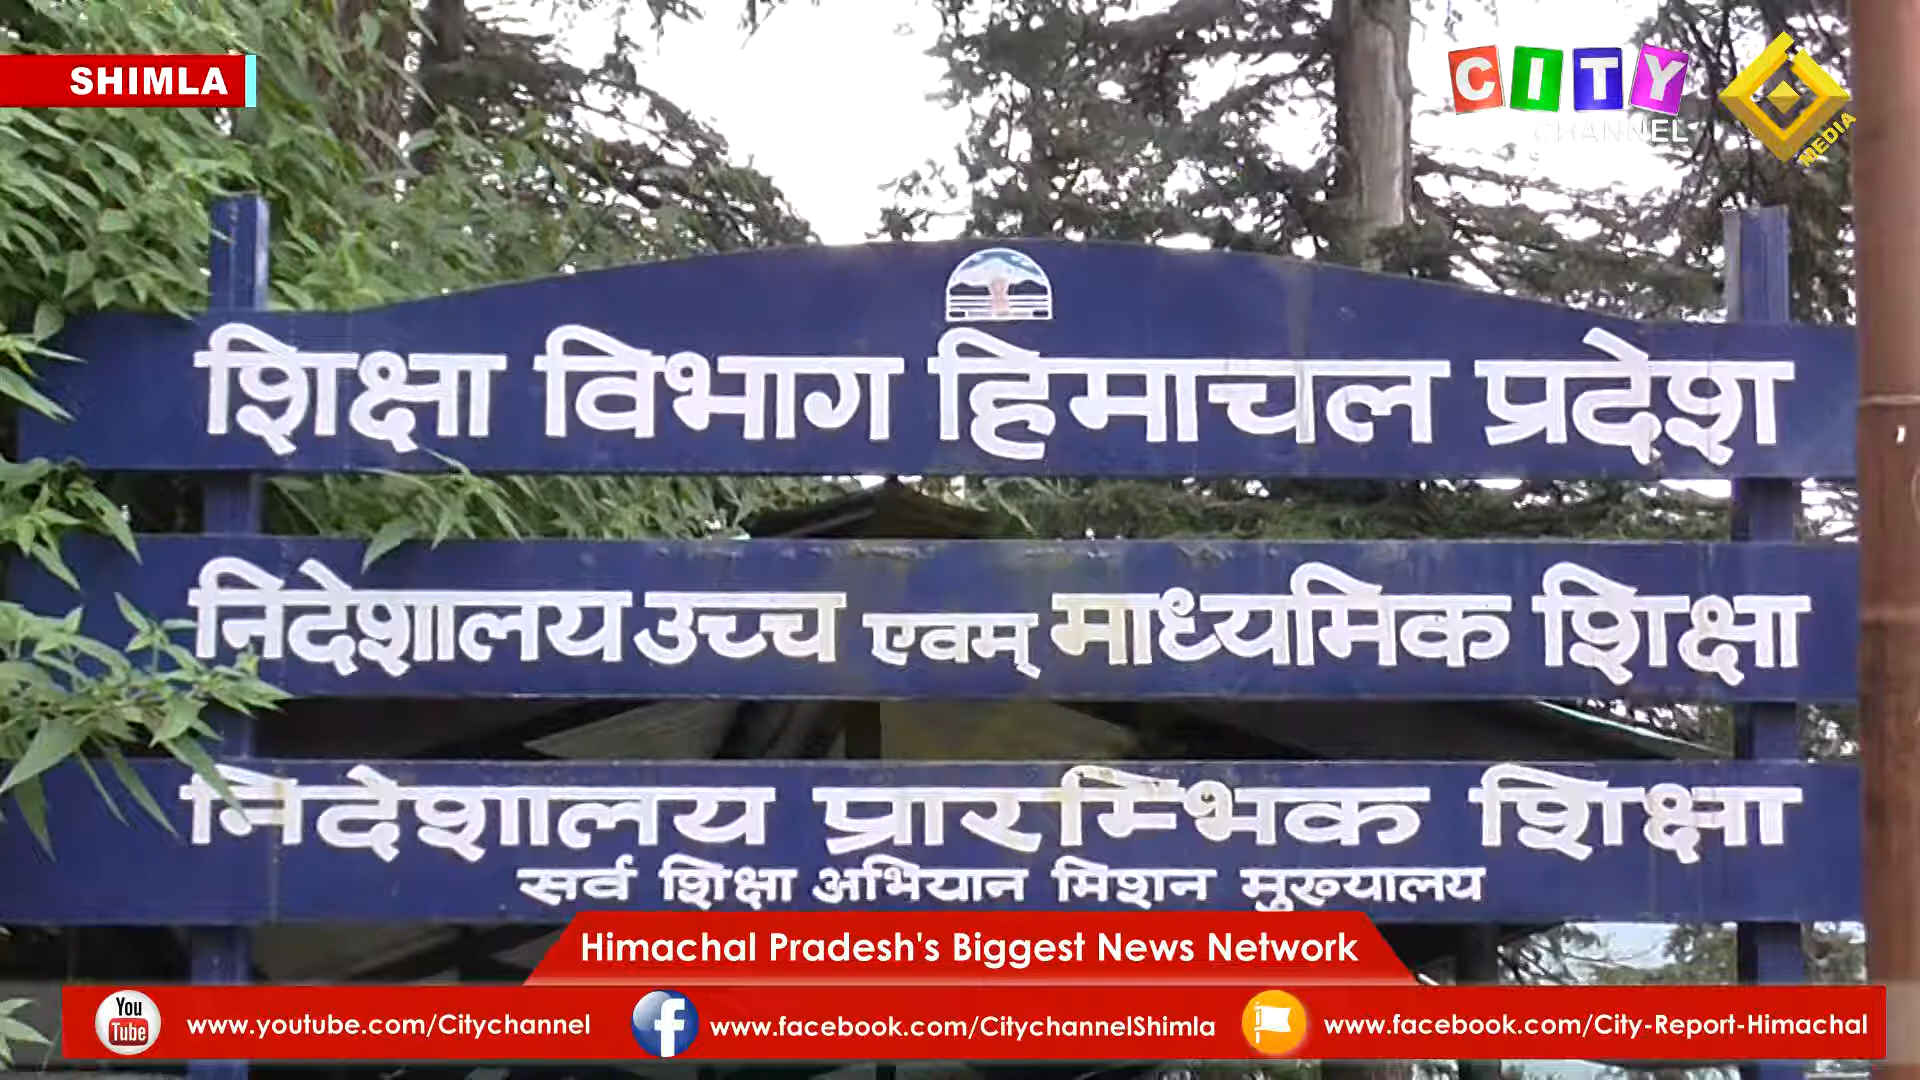 SHIMLA
CITY
CHANNEL
MEDIA
शिक्षा विभाग हिमाचल प्रदेश
निदेशालय उच्च एवम् माध्यमिक शिक्षा
निदेशालय प्रारम्भिक शिक्षा
सर्व शिक्षा अभियान मिशन मुख्यालय
Himachal Pradesh's Biggest News Network
You Tube www.youtube.com/Citychannel www.facebook.com/CitychannelShimla www.facebook.com/City-Report-Himachal